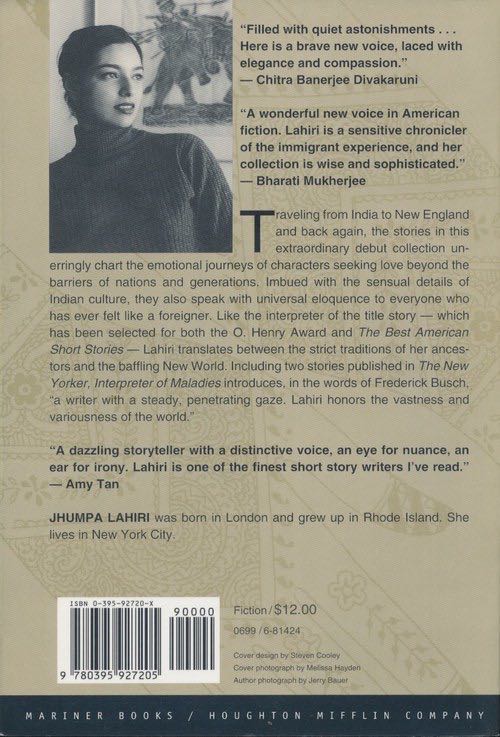 “Filled with quiet astonishments . . .
Here is a brave new voice, laced with
elegance and compassion.”
— Chitra Banerjee Divakaruni
“A wonderful new voice in American
fiction. Lahiri is a sensitive chronicler
of the immigrant experience, and her
collection is wise and sophisticated.”
— Bharati Mukherjee
Traveling from India to New England
and back again, the stories in this
extraordinary debut collection un-
erringly chart the emotional journeys of characters seeking love beyond the
barriers of nations and generations. Imbued with the sensual details of
Indian culture, they also speak with universal eloquence to everyone who
has ever felt like a foreigner. Like the interpreter of the title story — which
has been selected for both the O. Henry Award and The Best American
Short Stories — Lahiri translates between the strict traditions of her ances-
tors and the baffling New World. Including two stories published in The New
Yorker, Interpreter of Maladies introduces, in the words of Frederick Busch,
“a writer with a steady, penetrating gaze. Lahiri honors the vastness and
variousness of the world.”
“A dazzling storyteller with a distinctive voice, an eye for nuance, an
ear for irony. Lahiri is one of the finest short story writers I’ve read.”
— Amy Tan
JHUMPA LAHIRI was born in London and grew up in Rhode Island. She
lives in New York City.
ISBN 0-395-92720-X
90000
9 780395 927205
Fiction / $12.00
0699 / 6-81424
Cover design by Steven Cooley
Cover photograph by Melissa Hayden
Author photograph by Jerry Bauer
MARINER BOOKS / HOUGHTON MIFFLIN COMPANY